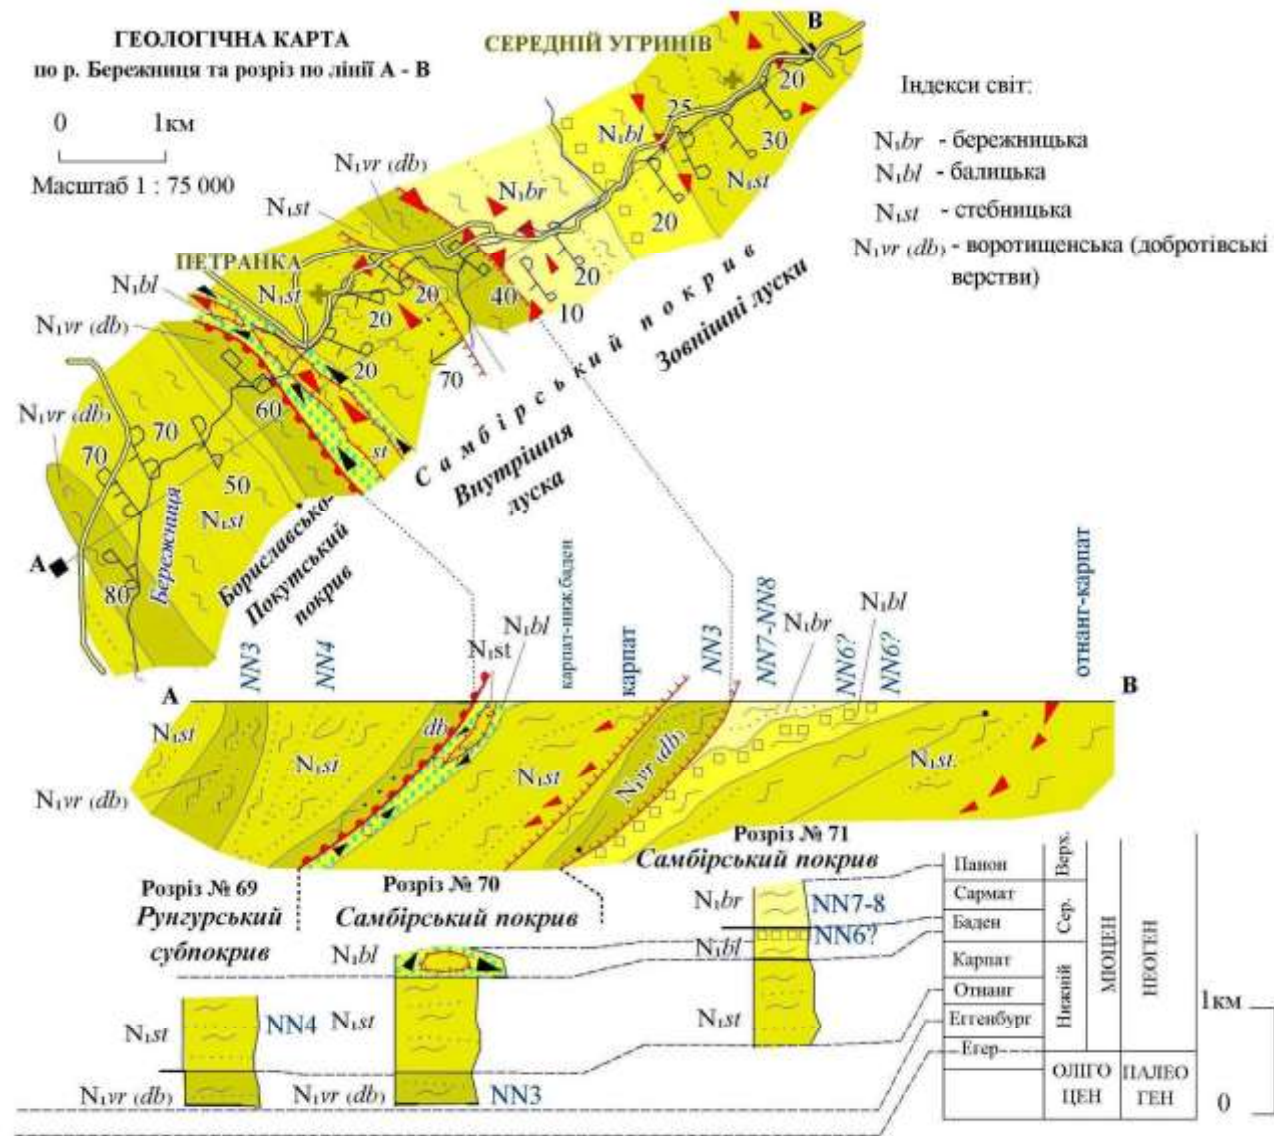 ГЕОЛОГІЧНА КАРТА
по р. Бережниця та розріз по лінії А - В
0 1км
Масштаб 1 : 75 000
СЕРЕДНІЙ УГРИНІВ
B
20
25
N₁bl
30
N₁st
N₁vr (db)
N₁br
20
N₁st
ПЕТРАНКА
N₁bl
N₁st
20
40
20
10
N₁vr (db)
20
20
70
60
st
N₁vr (db)
70
70
50
N₁st
A
80
Бережниця
Бориславсько-
Покутський
покрив
Самбірський покрив
Внутрішня
луска
Зовнішні луски
Індекси світ:
N₁br - бережницька
N₁bl - балицька
N₁st - стебницька
N₁vr (db) - воротищенська (добротівські
верстви)
NN3
NN4
N₁st
N₁bl
карпат-ниж.баден
карпат
NN3
NN7-NN8
N₁br
NN6?
N₁bl
NN6?
отнанг-карпат
A
B
N₁st
N₁vr (db)
N₁st
db
N₁st
N₁vr (db)
N₁st
Розріз № 69
Рунгурський
субпокрив
N₁st
NN4
N₁vr (db)
Розріз № 70
Самбірський покрив
N₁bl
N₁st
N₁vr (db)
NN3
Розріз № 71
Самбірський покрив
N₁br
NN7-8
N₁bl
NN6?
N₁st
Панон
Сармат
Баден
Карпат
Отнанг
Еггенбург
Егер
Верх.
Сер.
Нижній
МІОЦЕН
НЕОГЕН
ОЛІГО
ЦЕН
ПАЛЕО
ГЕН
1км
0